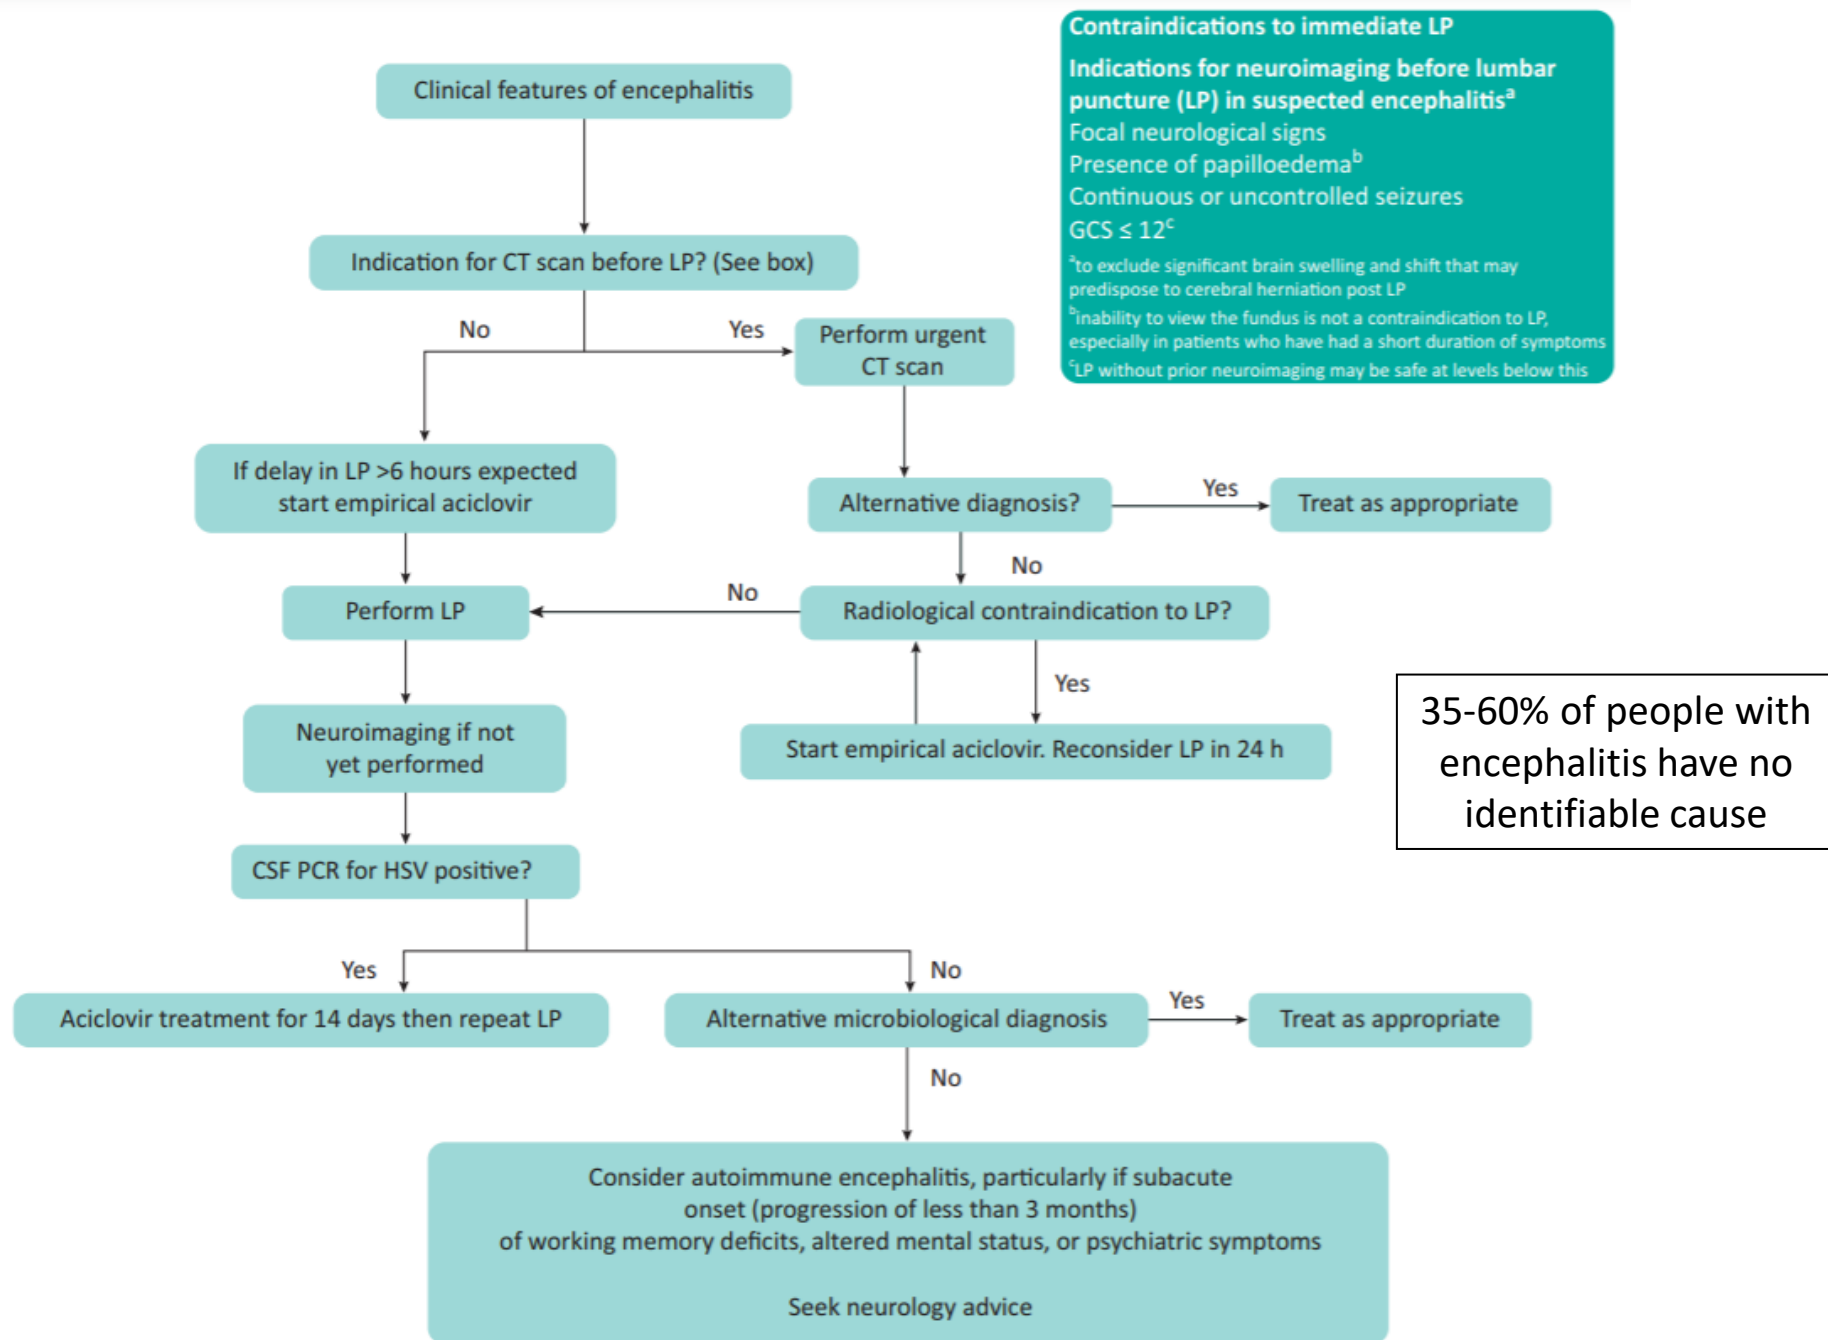 Contraindications to immediate LP
Indications for neuroimaging before lumbar
puncture (LP) in suspected encephalitisᵃ
Focal neurological signs
Presence of papilloedemaᵇ
Continuous or uncontrolled seizures
GCS ≤ 12ᶜ
ᵃto exclude significant brain swelling and shift that may
predispose to cerebral herniation post LP
ᵇinability to view the fundus is not a contraindication to LP,
especially in patients who have had a short duration of symptoms
ᶜLP without prior neuroimaging may be safe at levels below this
Clinical features of encephalitis
Indication for CT scan before LP? (See box)
No
Yes
Perform urgent
CT scan
If delay in LP >6 hours expected
start empirical aciclovir
Alternative diagnosis?
Yes
Treat as appropriate
No
Perform LP
No
Radiological contraindication to LP?
Yes
Neuroimaging if not
yet performed
Start empirical aciclovir. Reconsider LP in 24 h
35-60% of people with
encephalitis have no
identifiable cause
CSF PCR for HSV positive?
Yes
No
Aciclovir treatment for 14 days then repeat LP
Alternative microbiological diagnosis
Yes
Treat as appropriate
No
Consider autoimmune encephalitis, particularly if subacute
onset (progression of less than 3 months)
of working memory deficits, altered mental status, or psychiatric symptoms
Seek neurology advice